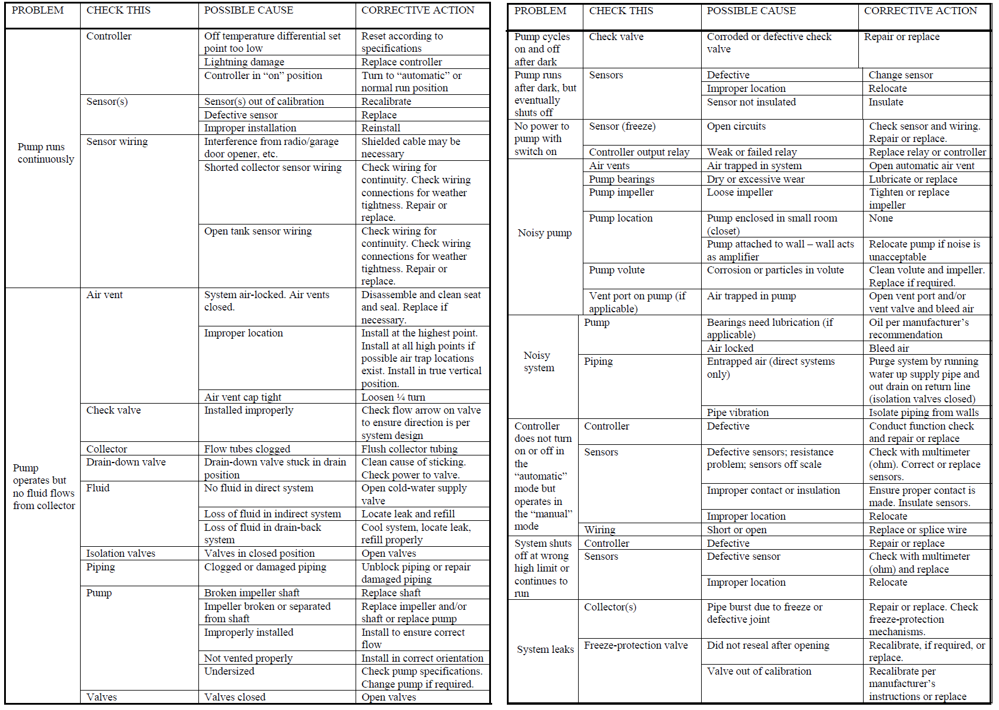 PROBLEM
CHECK THIS
POSSIBLE CAUSE
CORRECTIVE ACTION
Pump runs
continuously
Controller
Off temperature differential set
point too low
Reset according to
specifications
Lightning damage
Replace controller
Controller in “on” position
Turn to “automatic” or
normal run position
Sensor(s)
Sensor(s) out of calibration
Recalibrate
Defective sensor
Replace
Improper installation
Reinstall
Sensor wiring
Interference from radio/garage
door opener, etc.
Shielded cable may be
necessary
Shorted collector sensor wiring
Check wiring for
continuity. Check wiring
connections for weather
tightness. Repair or
replace.
Open tank sensor wiring
Check wiring for
continuity. Check wiring
connections for weather
tightness. Repair or
replace.
Pump
operates but
no fluid flows
from collector
Air vent
System air-locked. Air vents
closed.
Disassemble and clean seat
and seal. Replace if
necessary.
Improper location
Install at the highest point.
Install at all high points if
possible air trap locations
exist. Install in true vertical
position.
Air vent cap tight
Loosen ¼ turn
Check valve
Installed improperly
Check flow arrow on valve
to ensure direction is per
system design
Collector
Flow tubes clogged
Flush collector tubing
Drain-down valve
Drain-down valve stuck in drain
position
Clean cause of sticking.
Check power to valve.
Fluid
No fluid in direct system
Open cold-water supply
valve
Loss of fluid in indirect system
Locate leak and refill
Loss of fluid in drain-back
system
Cool system, locate leak,
refill properly
Isolation valves
Valves in closed position
Open valves
Piping
Clogged or damaged piping
Unblock piping or repair
damaged piping
Pump
Broken impeller shaft
Replace shaft
Impeller broken or separated
from shaft
Replace impeller and/or
shaft or replace pump
Improperly installed
Install to ensure correct
flow
Not vented properly
Install in correct orientation
Undersized
Check pump specifications.
Change pump if required.
Valves
Valves closed
Open valves
PROBLEM
CHECK THIS
POSSIBLE CAUSE
CORRECTIVE ACTION
Pump cycles
on and off
after dark
Check valve
Corroded or defective check
valve
Repair or replace
Pump runs
after dark, but
eventually
shuts off
Sensors
Defective
Change sensor
Improper location
Relocate
Sensor not insulated
Insulate
No power to
pump with
switch on
Sensor (freeze)
Open circuits
Check sensor and wiring.
Repair or replace.
Controller output relay
Weak or failed relay
Replace relay or controller
Noisy pump
Air vents
Air trapped in system
Open automatic air vent
Pump bearings
Dry or excessive wear
Lubricate or replace
Pump impeller
Loose impeller
Tighten or replace
impeller
Pump location
Pump enclosed in small room
(closet)
None
Pump attached to wall – wall acts
as amplifier
Relocate pump if noise is
unacceptable
Pump volute
Corrosion or particles in volute
Clean volute and impeller.
Replace if required.
Vent port on pump (if
applicable)
Air trapped in pump
Open vent port and/or
vent valve and bleed air
Noisy
system
Pump
Bearings need lubrication (if
applicable)
Oil per manufacturer’s
recommendation
Air locked
Bleed air
Piping
Entrapped air (direct systems
only)
Purge system by running
water up supply pipe and
out drain on return line
(isolation valves closed)
Pipe vibration
Isolate piping from walls
Controller
does not turn
on or off in
the
“automatic”
mode but
operates in
the “manual”
mode
Controller
Defective
Conduct function check
and repair or replace
Sensors
Defective sensors; resistance
problem; sensors off scale
Check with multimeter
(ohm). Correct or replace
sensors.
Improper contact or insulation
Ensure proper contact is
made. Insulate sensors.
Improper location
Relocate
Wiring
Short or open
Replace or splice wire
System shuts
off at wrong
high limit or
continues to
run
Controller
Defective
Repair or replace
Sensors
Defective sensor
Check with multimeter
(ohm) and replace
Improper location
Relocate
System leaks
Collector(s)
Pipe burst due to freeze or
defective joint
Repair or replace. Check
freeze-protection
mechanisms.
Freeze-protection valve
Did not reseal after opening
Recalibrate, if required, or
replace.
Valve out of calibration
Recalibrate per
manufacturer’s
instructions or replace